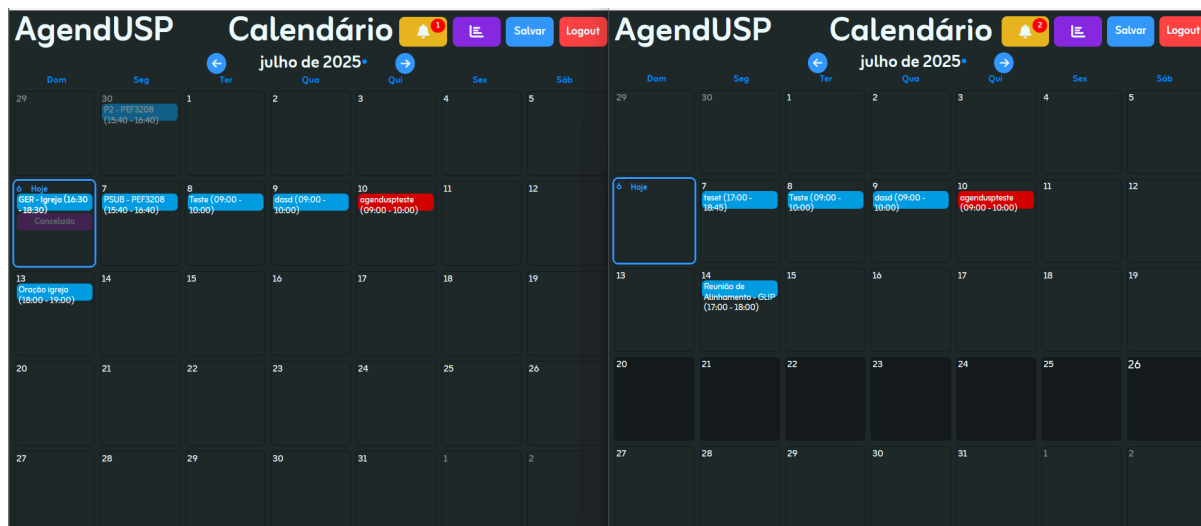 AgendUSP Calendário 1 Salvar Logout
julho de 2025
Dom Seg Ter Qua Qui Sex Sáb
29 30 1 2 3 4 5
P2 - PEF3208
(15:40 - 16:40)
6 Hoje 7 8 9 10 11 12
GER - Igreja (16:30
- 18:30)
Cancelado
PSUB - PEF3208
(15:40 - 16:40)
Teste (09:00 -
10:00)
dasd (09:00 -
10:00)
agenduspteste
(09:00 - 10:00)
13 14 15 16 17 18 19
Oração igreja
(18:00 - 19:00)
20 21 22 23 24 25 26
27 28 29 30 31 1 2
AgendUSP Calendário 2 Salvar Logout
julho de 2025
Dom Seg Ter Qua Qui Sex Sáb
29 30 1 2 3 4 5
6 Hoje 7 8 9 10 11 12
teset (17:00 -
18:45)
Teste (09:00 -
10:00)
dasd (09:00 -
10:00)
agenduspteste
(09:00 - 10:00)
13 14 15 16 17 18 19
Reunião de
Alinhamento - GLIP
(17:00 - 18:00)
20 21 22 23 24 25 26
27 28 29 30 31 1 2